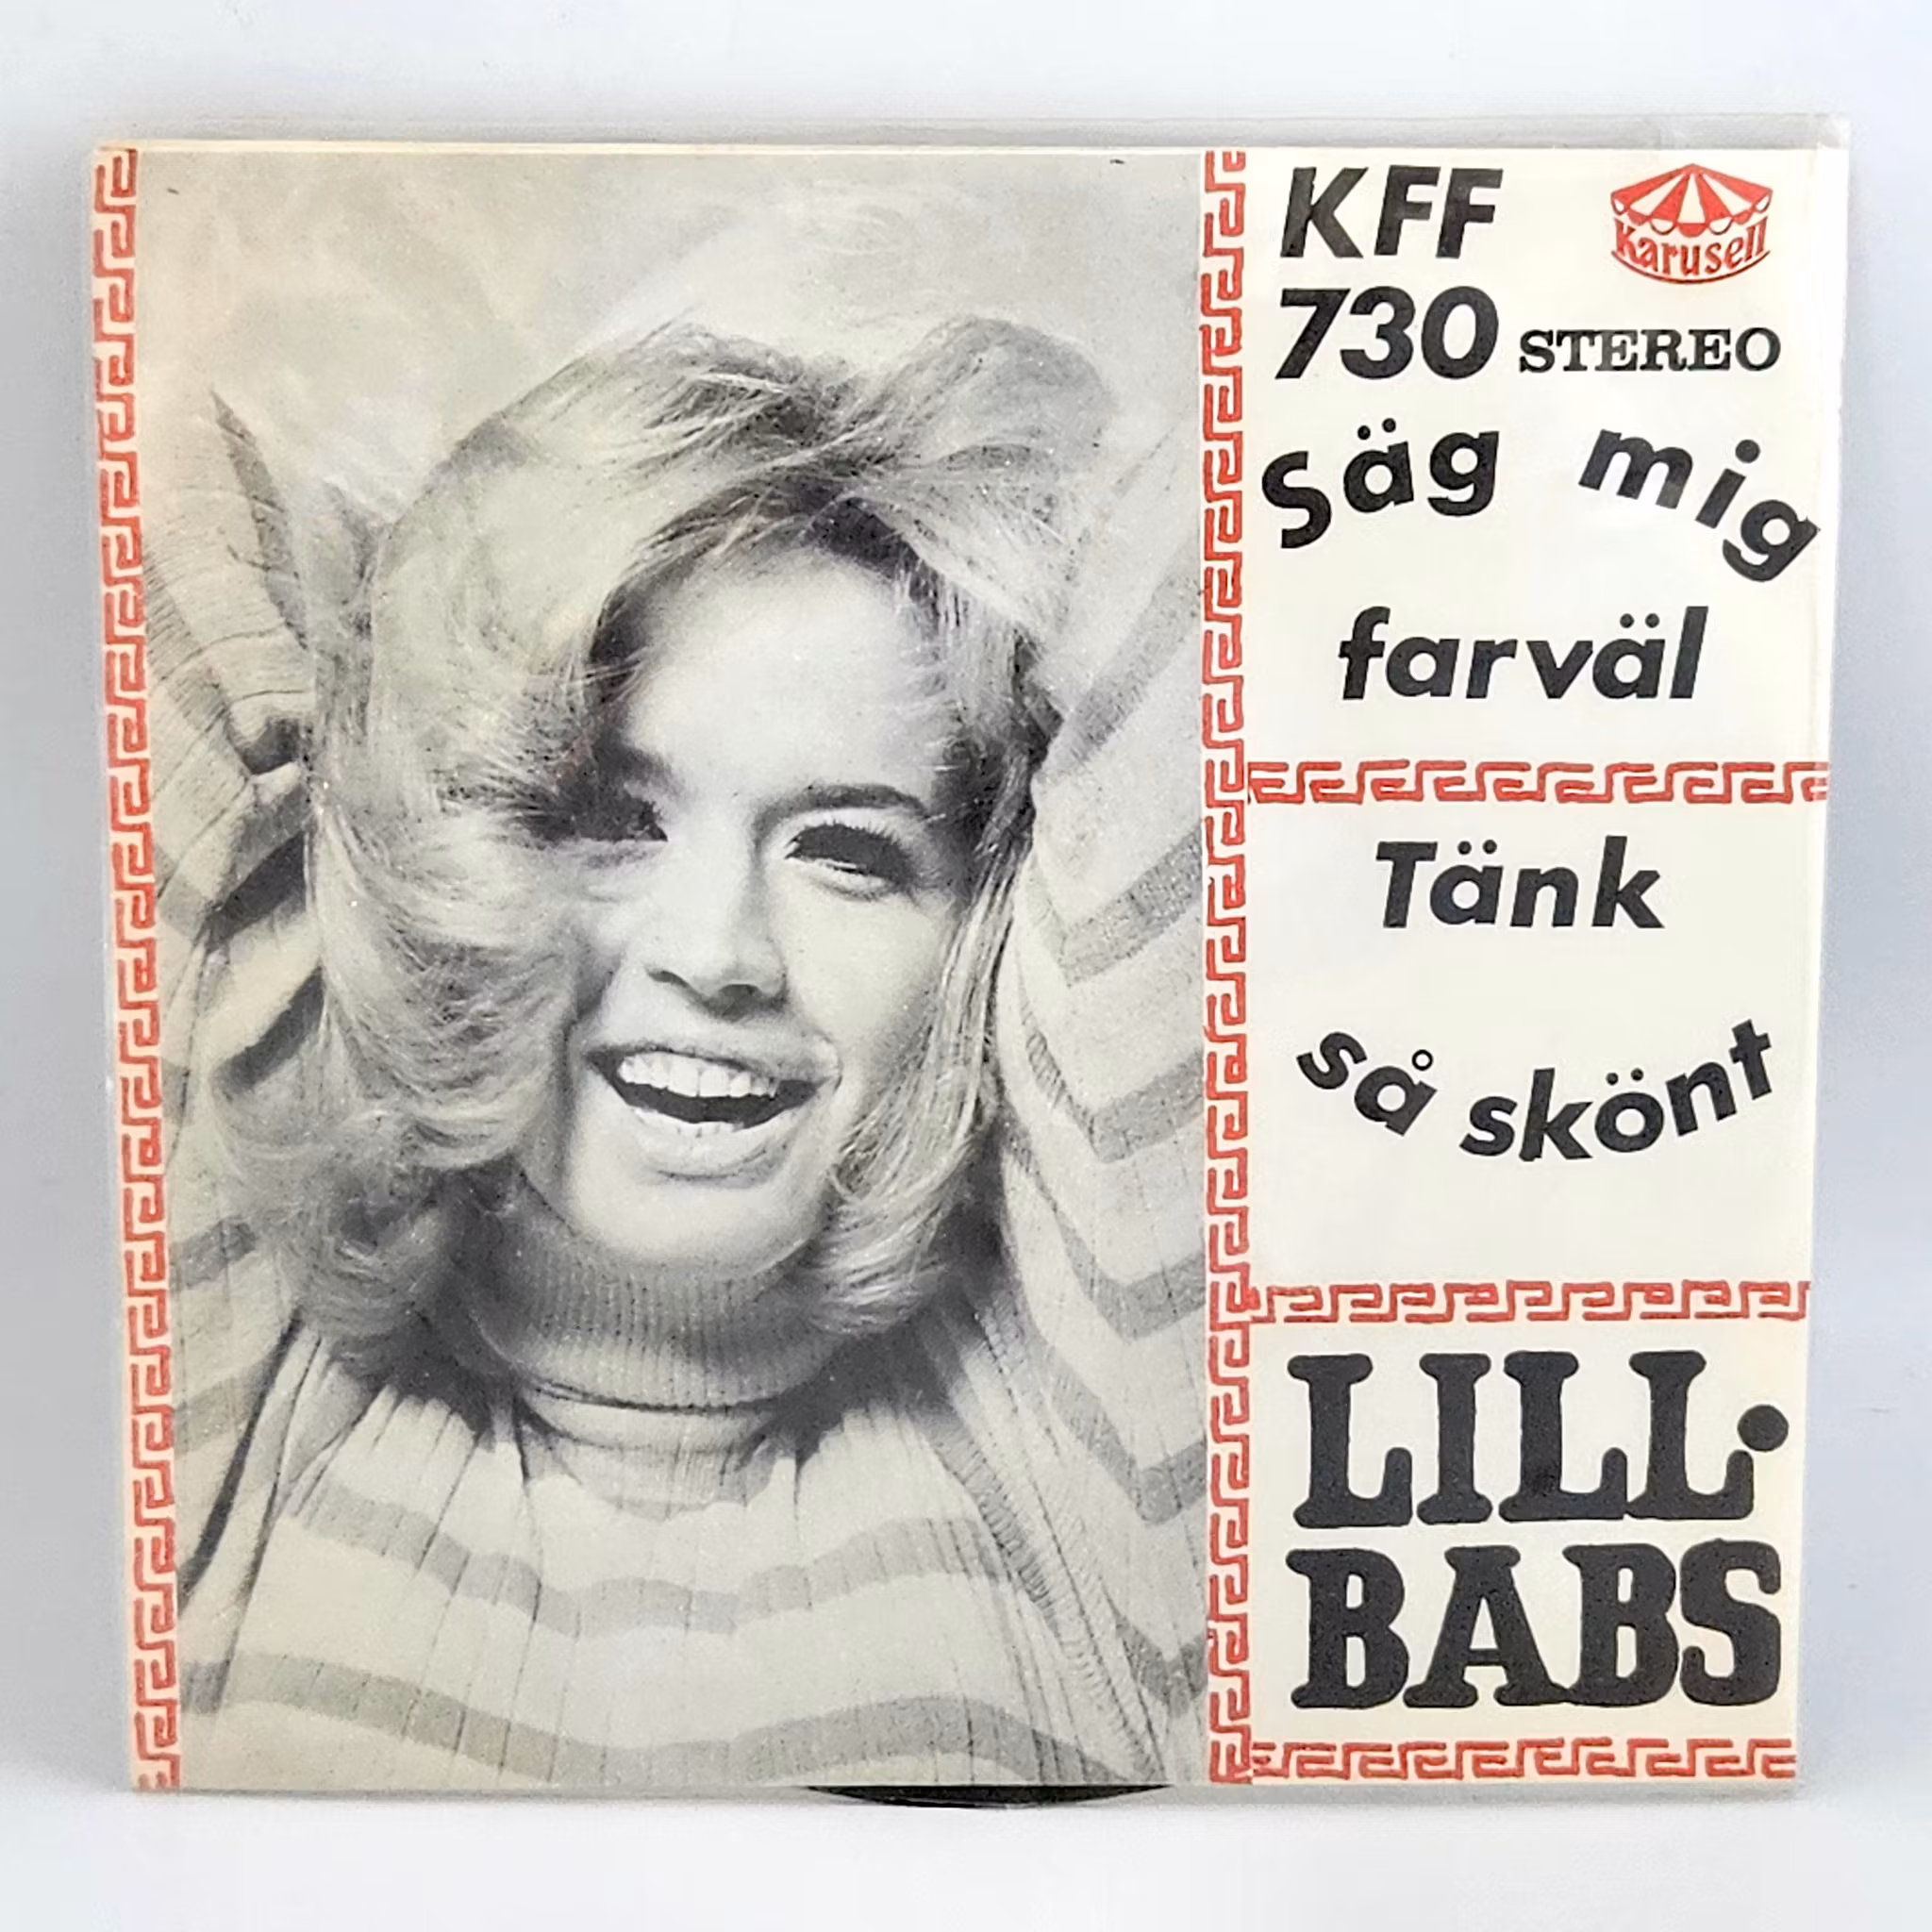 KFF
Karusell
730 STEREO
Säg mig
farväl
Tänk
så skönt
LILL-
BABS